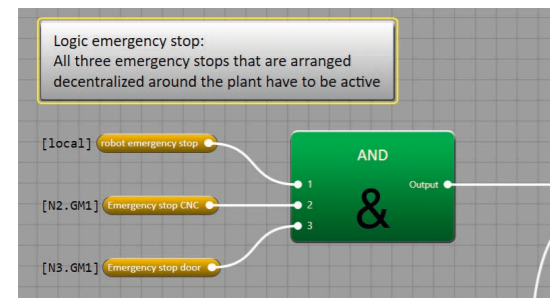 Logic emergency stop:
All three emergency stops that are arranged
decentralized around the plant have to be active
[local] robot emergency stop
AND
1 Output
[N2.GM1] Emergency stop CNC
2
&
3
[N3.GM1] Emergency stop door